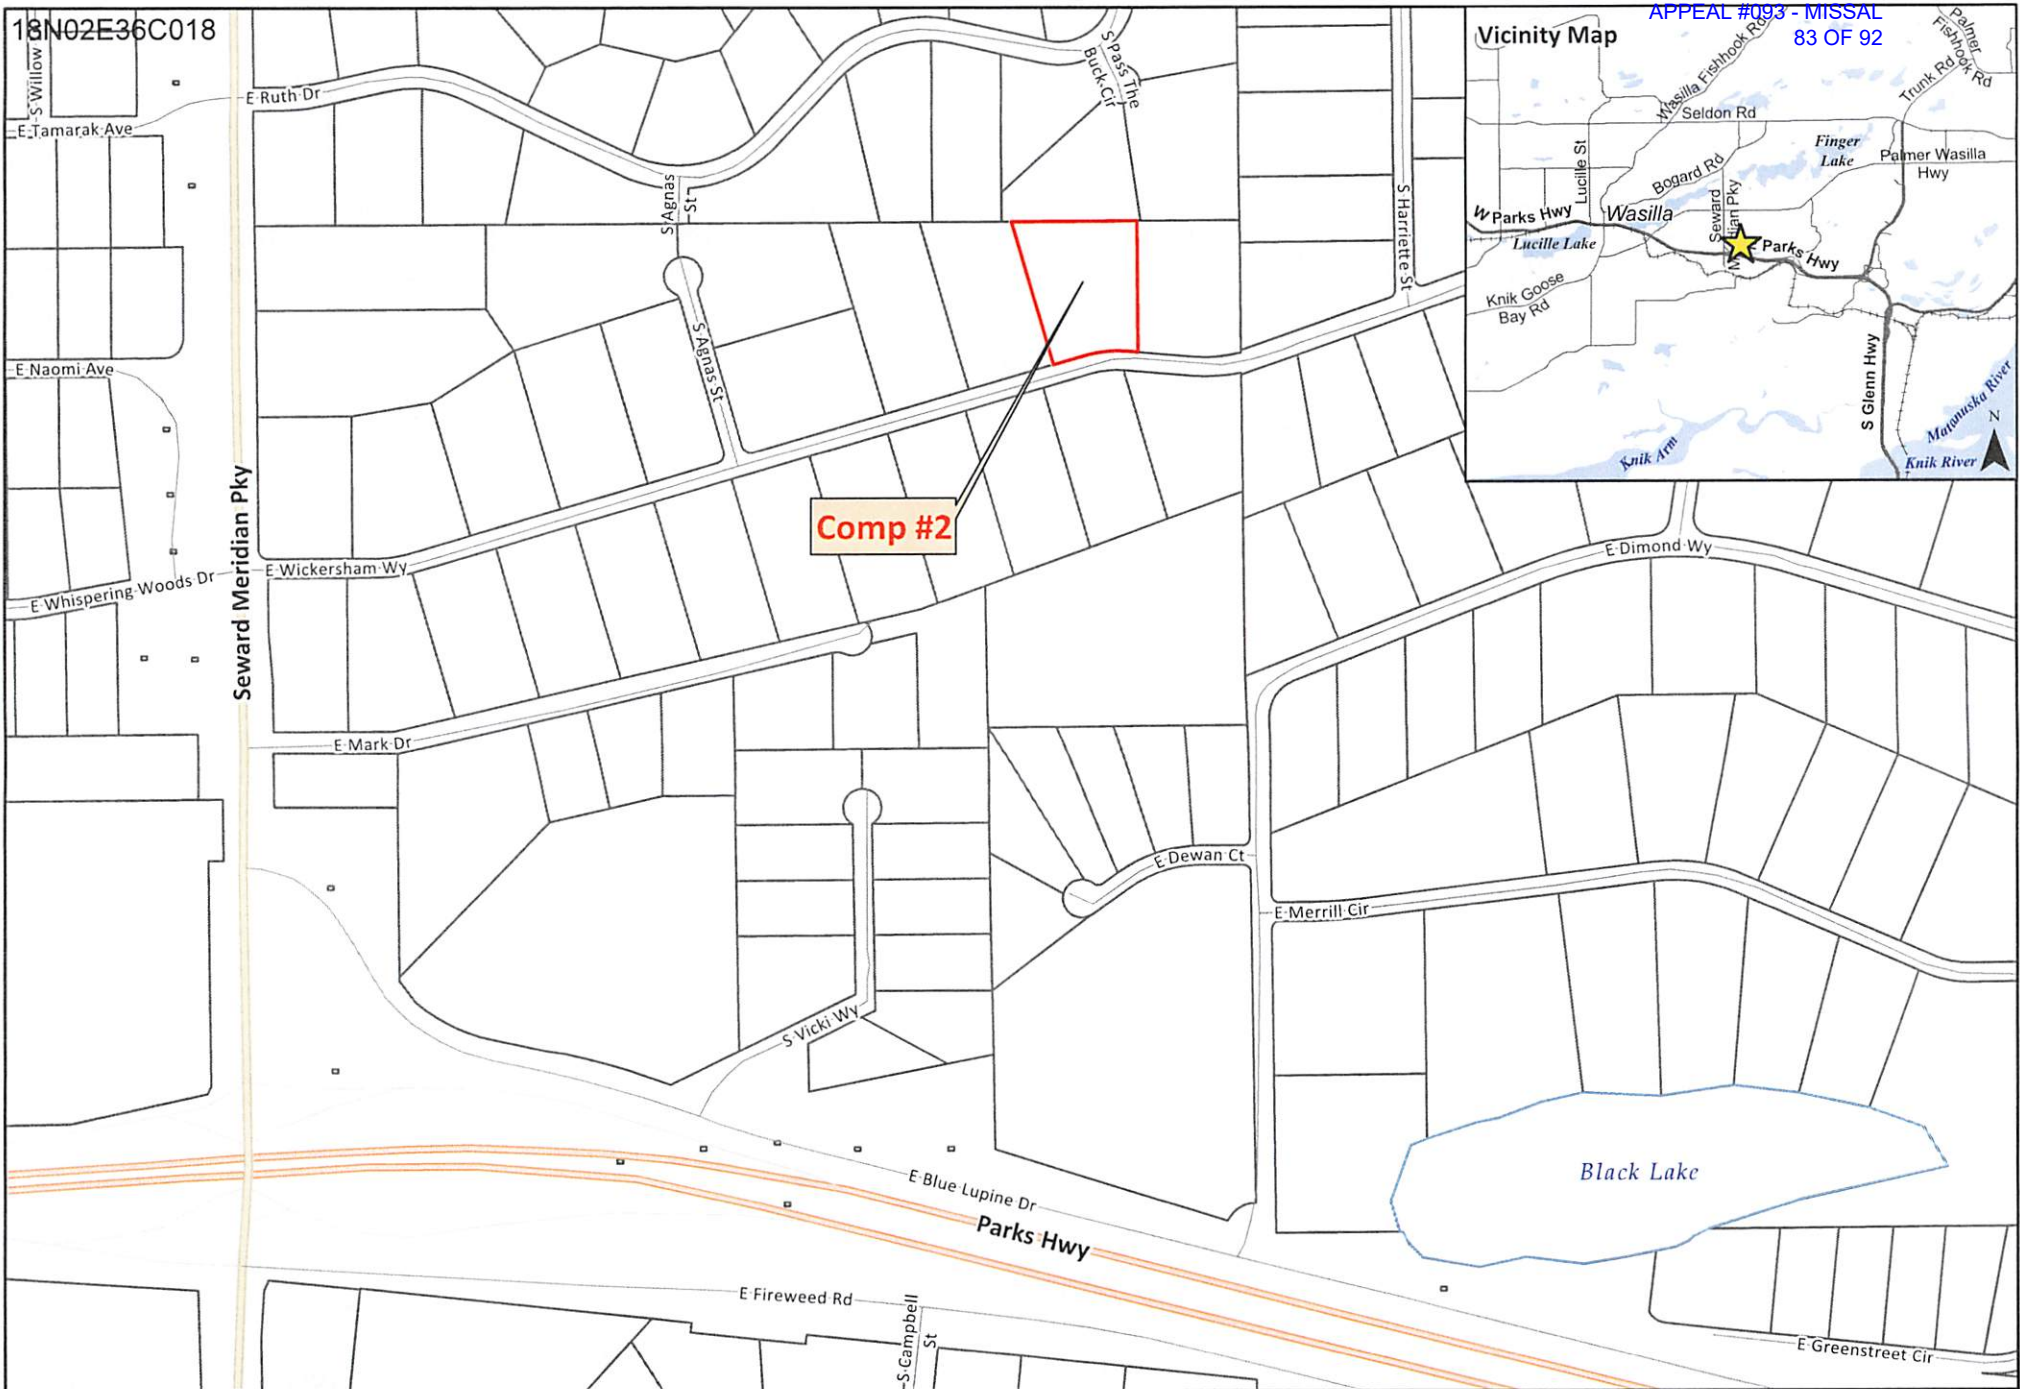 18N02E36C018
APPEAL #093 - MISSAL
83 OF 92
Vicinity Map
Wasilla Fishhook Rd
Palmer
Fishhook Rd
Trunk Rd
Seldon Rd
Finger
Lake
Palmer Wasilla
Hwy
Lucille St
Bogard Rd
Seward
W Parks Hwy
Wasilla
Lucille Lake
Parks Hwy
Knik Goose
Bay Rd
S Glenn Hwy
Matanuska River
N
Knik Arm
Knik River
S Willow
E Tamarak Ave
E Ruth Dr
S Pass The
Buck Cir
S Agnas
St
S Harriette St
S Agnas St
E Naomi Ave
Seward Meridian Pky
Comp #2
E Wickersham Wy
E Whispering Woods Dr
E Dimond Wy
E Mark Dr
E Dewan Ct
E Merrill Cir
S Vicki Wy
Black Lake
E Blue Lupine Dr
Parks Hwy
E Fireweed Rd
S Campbell
St
E Greenstreet Cir